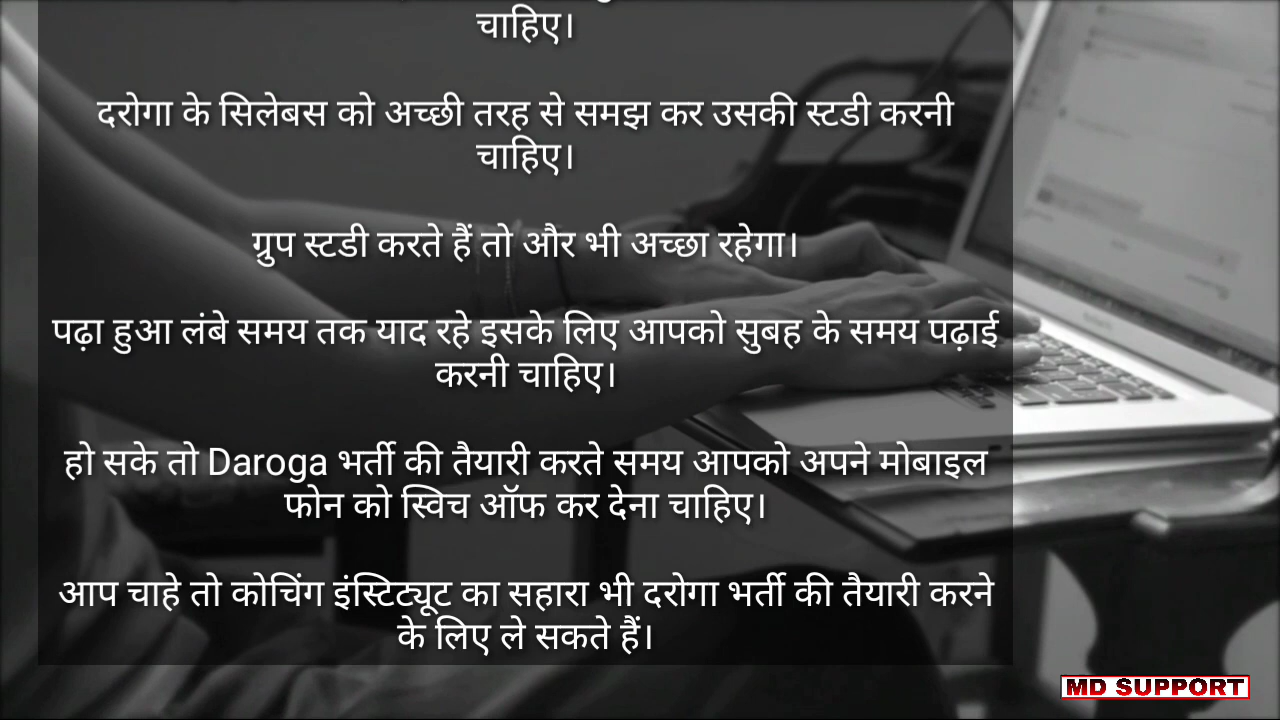 चाहिए।
दरोगा के सिलेबस को अच्छी तरह से समझ कर उसकी स्टडी करनी
चाहिए।
ग्रुप स्टडी करते हैं तो और भी अच्छा रहेगा।
पढ़ा हुआ लंबे समय तक याद रहे इसके लिए आपको सुबह के समय पढ़ाई
करनी चाहिए।
हो सके तो Daroga भर्ती की तैयारी करते समय आपको अपने मोबाइल
फोन को स्विच ऑफ कर देना चाहिए।
आप चाहे तो कोचिंग इंस्टिट्यूट का सहारा भी दरोगा भर्ती की तैयारी करने
के लिए ले सकते हैं।
MD SUPPORT